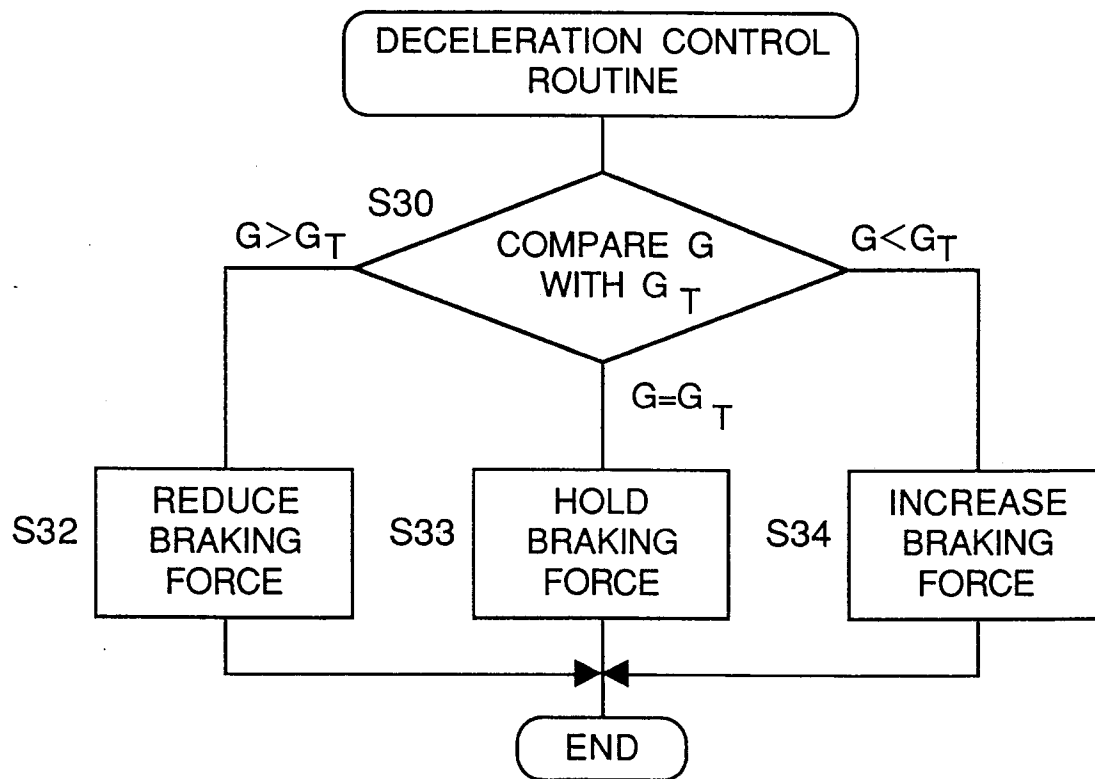 DECELERATION CONTROL
ROUTINE
S30
G>GT
COMPARE G
WITH GT
G<GT
G=GT
S32
REDUCE
BRAKING
FORCE
S33
HOLD
BRAKING
FORCE
S34
INCREASE
BRAKING
FORCE
END